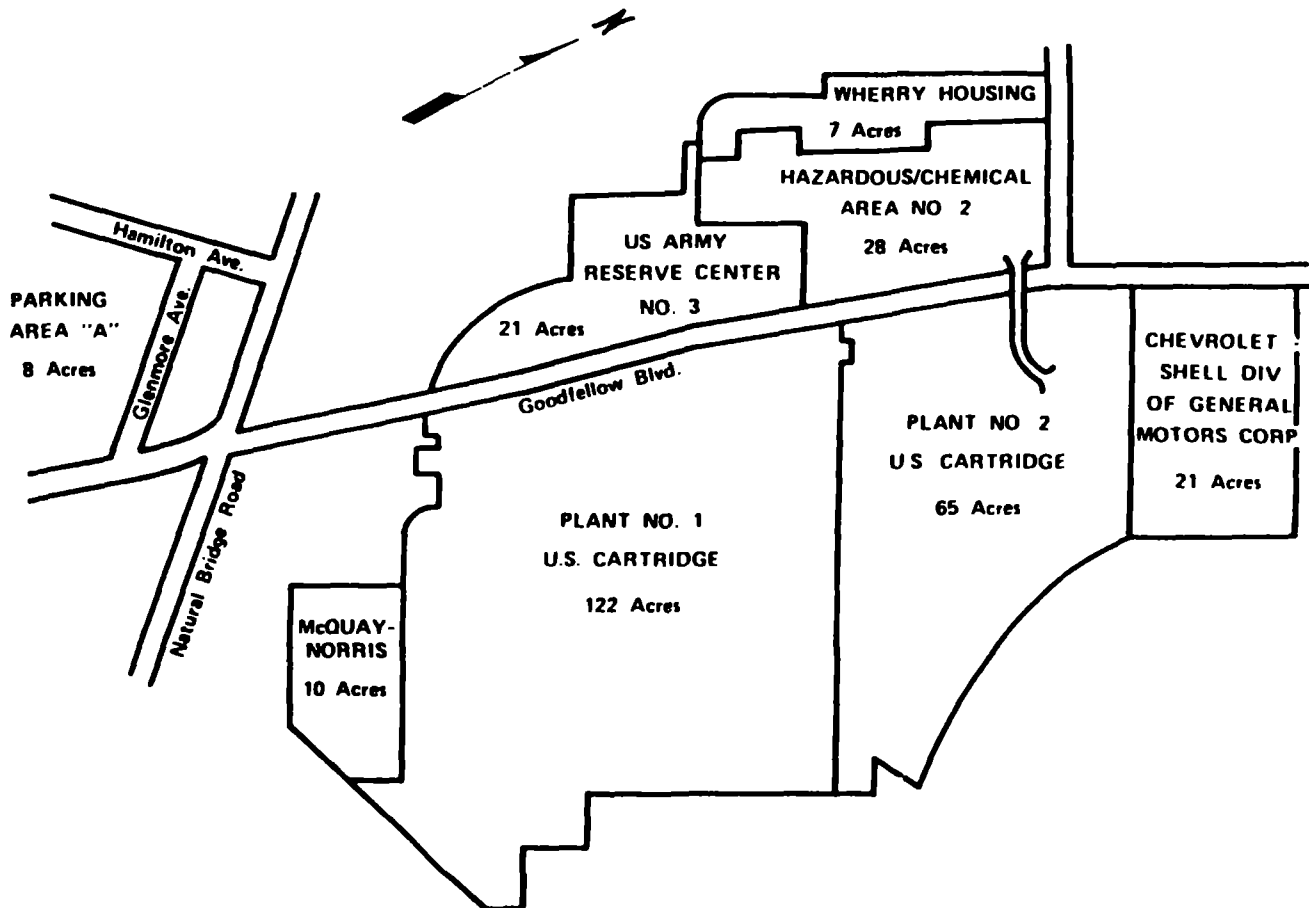 N
WHERRY HOUSING
7 Acres
HAZARDOUS/CHEMICAL
AREA NO 2
28 Acres
Hamilton Ave.
US ARMY
RESERVE CENTER
NO. 3
21 Acres
PARKING
AREA "A"
8 Acres
Glenmore Ave.
Goodfellow Blvd.
CHEVROLET
SHELL DIV
OF GENERAL
MOTORS CORP
21 Acres
PLANT NO 2
US CARTRIDGE
65 Acres
Natural Bridge Road
PLANT NO. 1
U.S. CARTRIDGE
122 Acres
McQUAY-
NORRIS
10 Acres